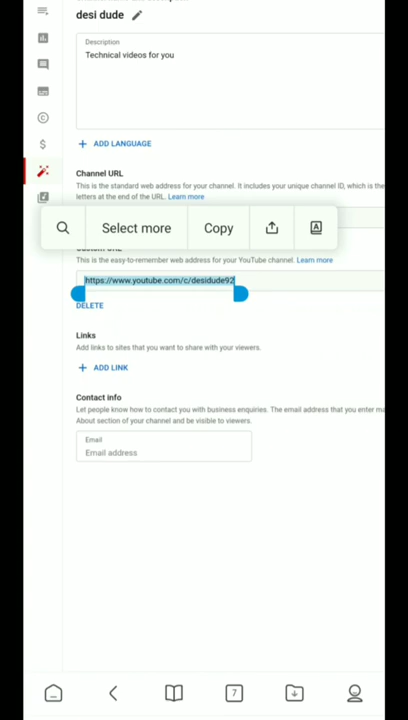 desi dude
Description
Technical videos for you
ADD LANGUAGE
Channel URL
This is the standard web address for your channel. It includes your unique channel ID, which is the
letters at the end of the URL. Learn more
Select more
Copy
A
This is the easy-to-remember web address for your YouTube channel. Learn more
https://www.youtube.com/c/desidude92
DELETE
Links
Add links to sites that you want to share with your viewers.
ADD LINK
Contact info
Let people know how to contact you with business enquiries. The email address that you enter ma
About section of your channel and be visible to viewers.
Email
Email address
7